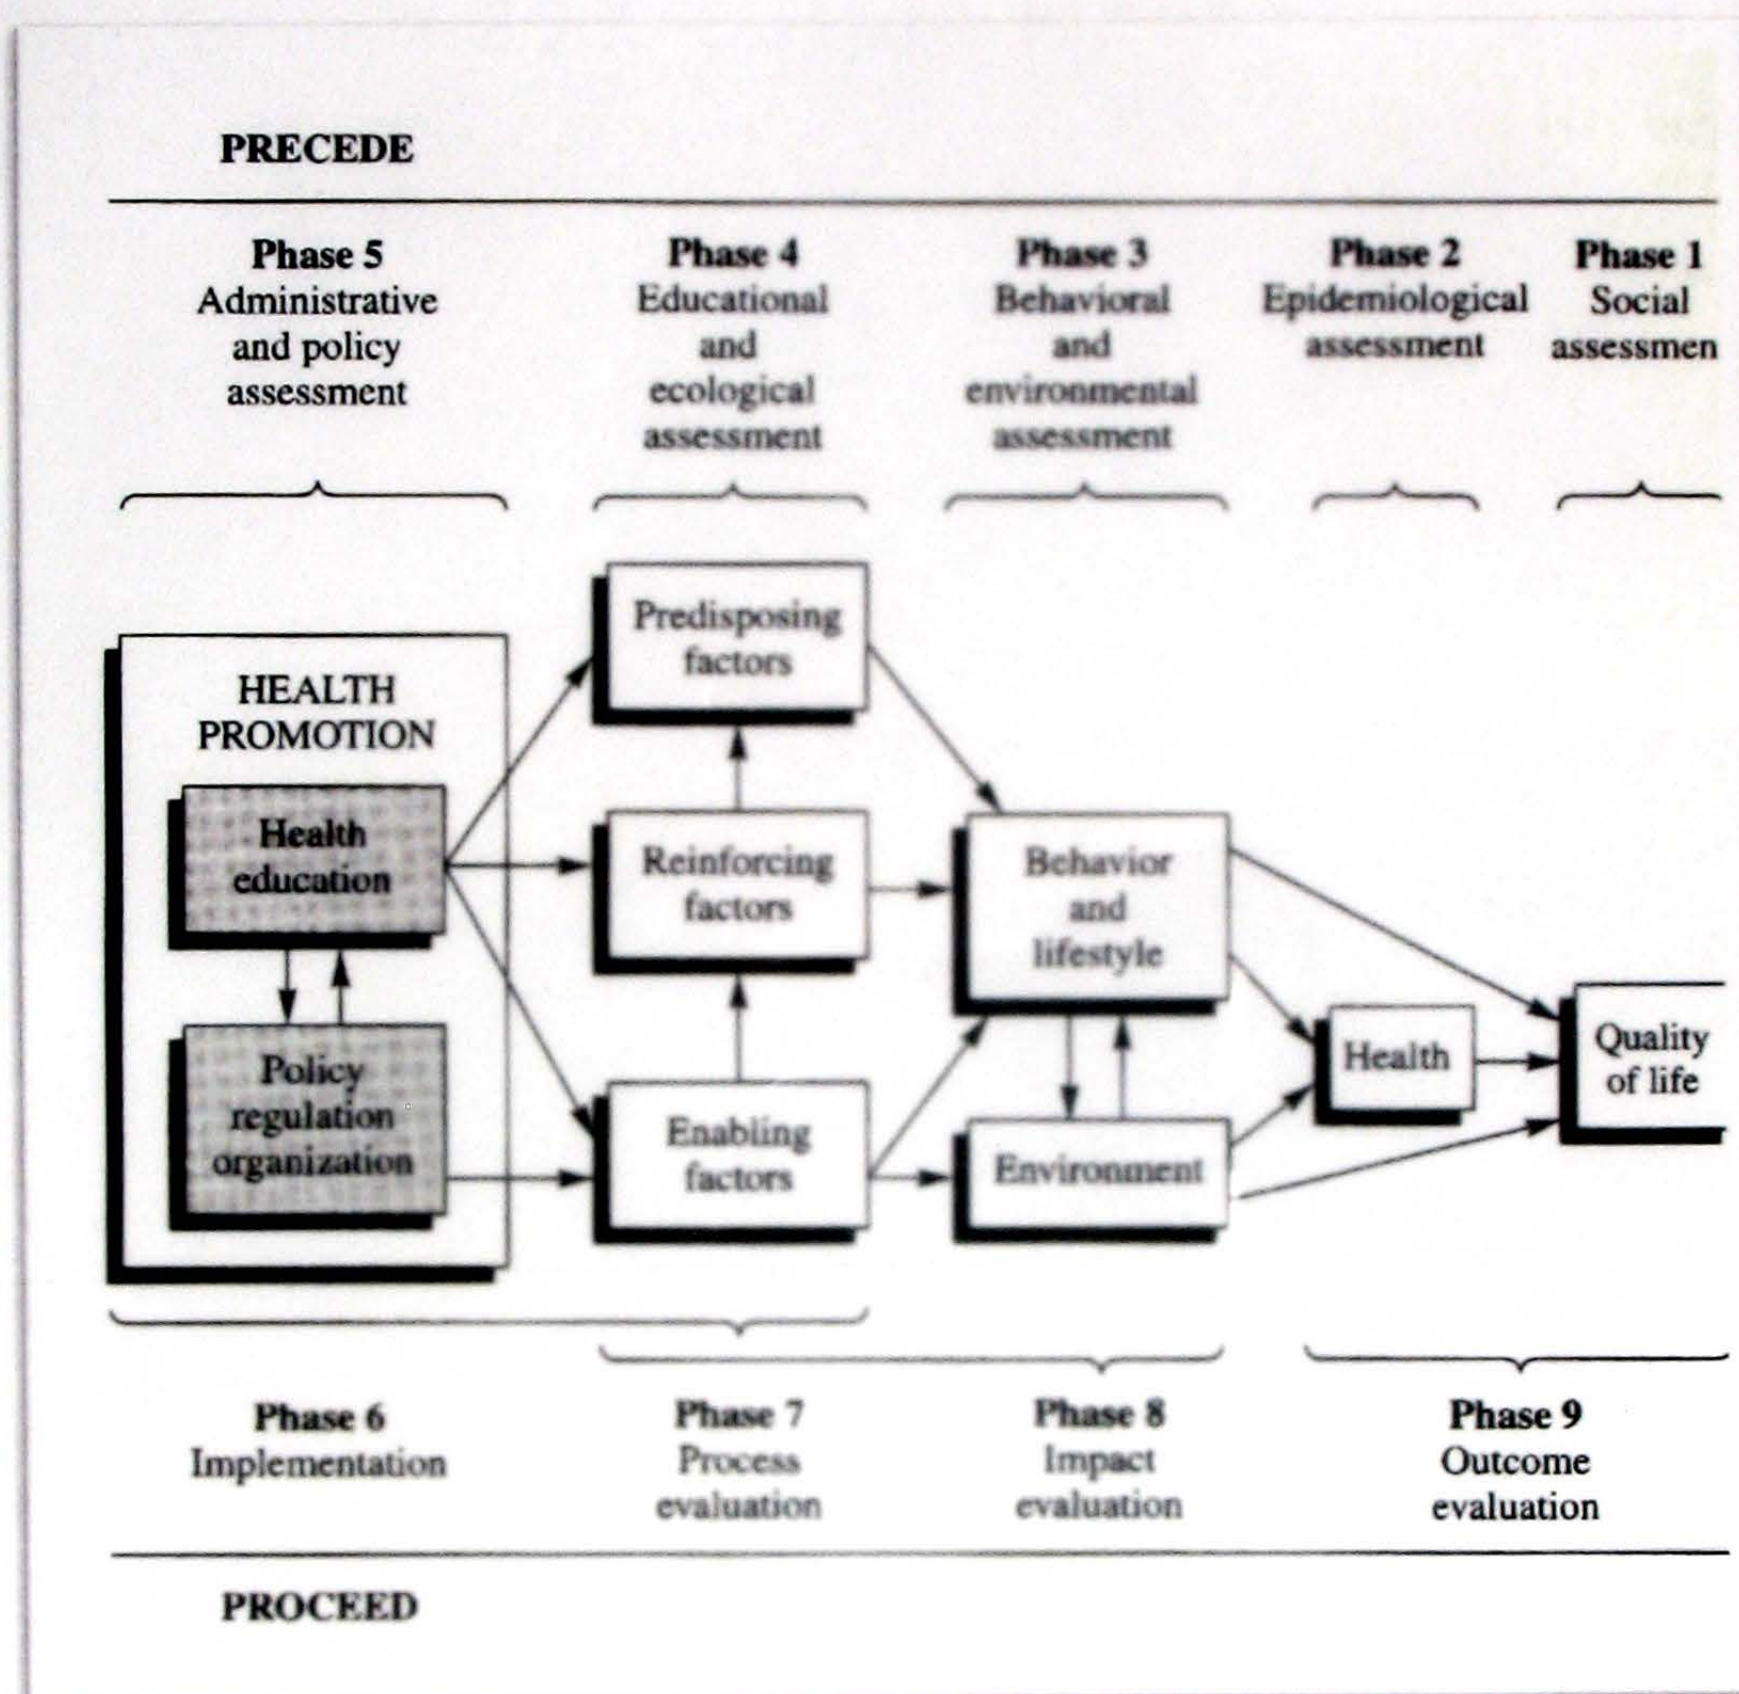 PRECEDE
Phase 5
Administrative
and policy
assessment
Phase 4
Educational
and
ecological
assessment
Phase 3
Behavioral
and
environmental
assessment
Phase 2
Epidemiological
assessment
Phase 1
Social
assessmen
HEALTH
PROMOTION
Health
education
Policy
regulation
organization
Predisposing
factors
Reinforcing
factors
Enabling
factors
Behavior
and
lifestyle
Environment
Health
Quality
of life
Phase 6
Implementation
Phase 7
Process
evaluation
Phase 8
Impact
evaluation
Phase 9
Outcome
evaluation
PROCEED